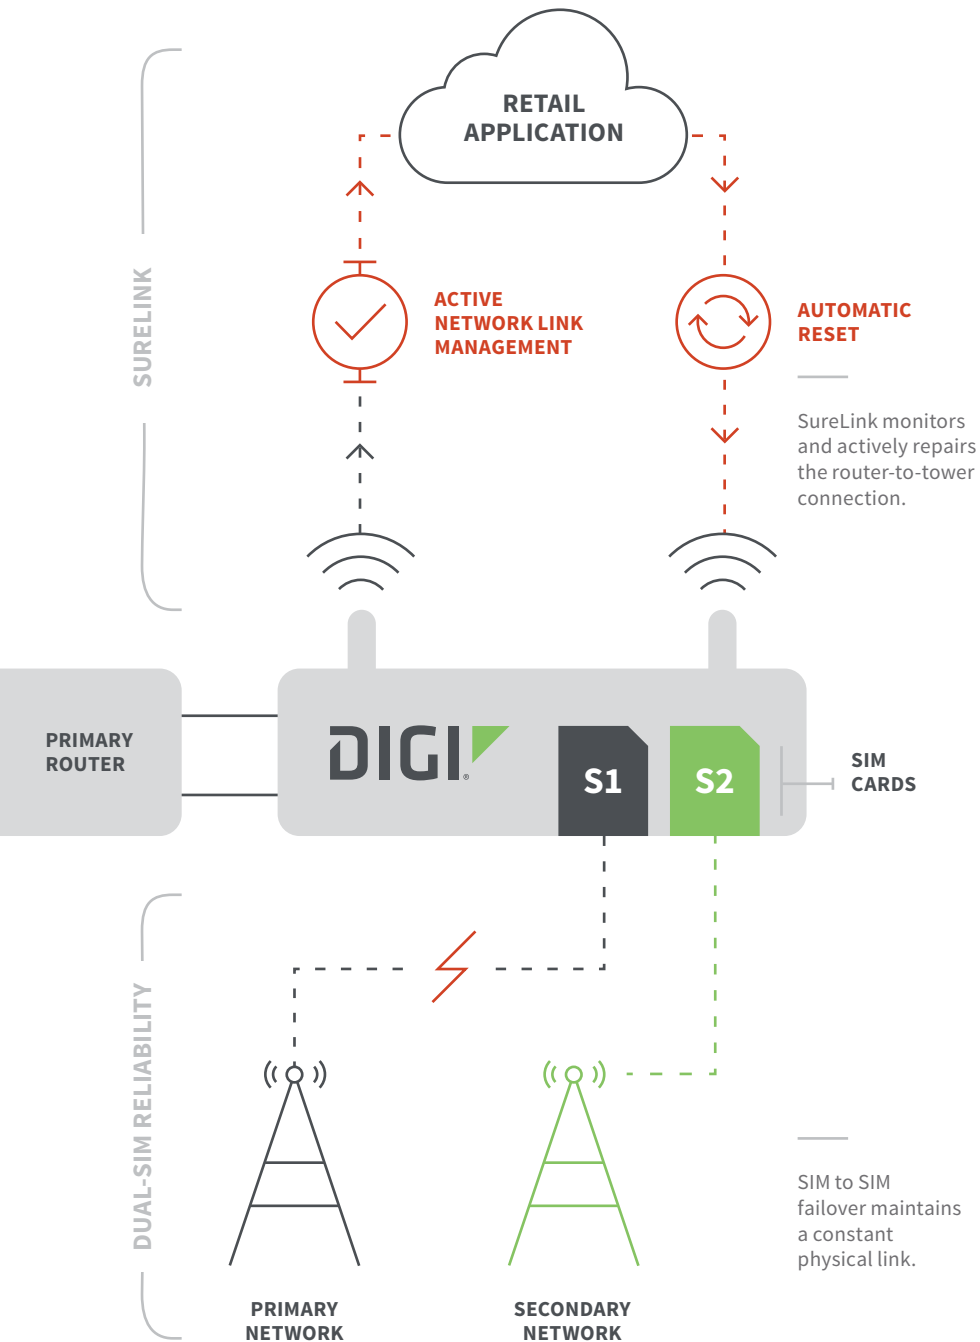 RETAIL
APPLICATION
SURELINK
ACTIVE
NETWORK LINK
MANAGEMENT
AUTOMATIC
RESET
SureLink monitors
and actively repairs
the router-to-tower
connection.
PRIMARY
ROUTER
DIGI®
S1
S2
SIM
CARDS
DUAL-SIM RELIABILITY
SIM to SIM
failover maintains
a constant
physical link.
PRIMARY
NETWORK
SECONDARY
NETWORK